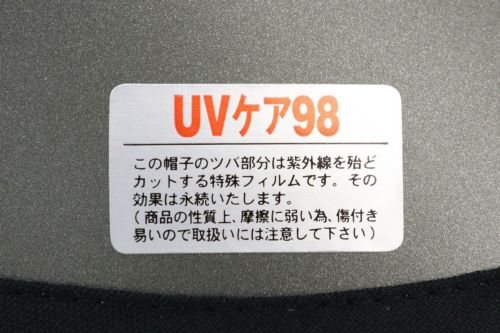 UVケア98
この帽子のツバ部分は紫外線を殆ど
カットする特殊フィルムです。その
効果は永続いたします。
(商品の性質上、摩擦に弱い為、傷付き
易いので取扱いには注意して下さい)